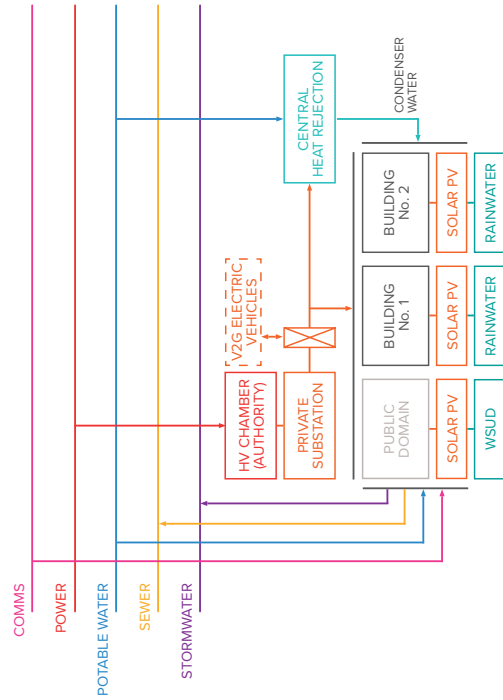 COMMS
POWER
POTABLE WATER
SEWER
STORMWATER
HV CHAMBER
(AUTHORITY)
V2G ELECTRIC
VEHICLES
PRIVATE
SUBSTATION
CENTRAL
HEAT REJECTION
CONDENSER
WATER
PUBLIC
DOMAIN
BUILDING
No. 1
BUILDING
No. 2
SOLAR PV
SOLAR PV
SOLAR PV
WSUD
RAINWATER
RAINWATER